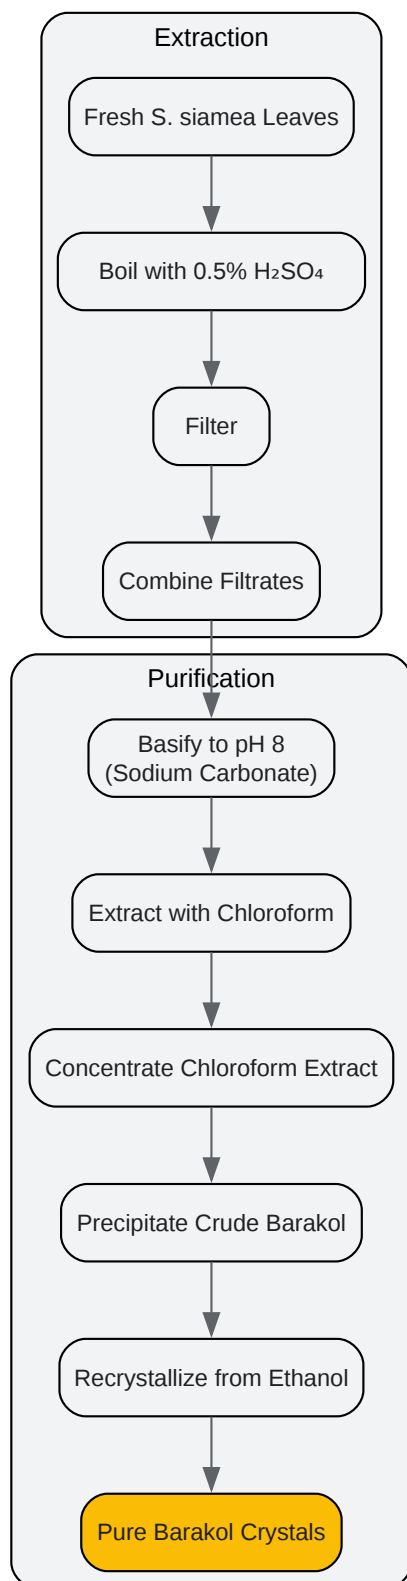 Extraction
Fresh S. siamea Leaves
Boil with 0.5% H₂SO₄
Filter
Combine Filtrates
Purification
Basify to pH 8
(Sodium Carbonate)
Extract with Chloroform
Concentrate Chloroform Extract
Precipitate Crude Barakol
Recrystallize from Ethanol
Pure Barakol Crystals